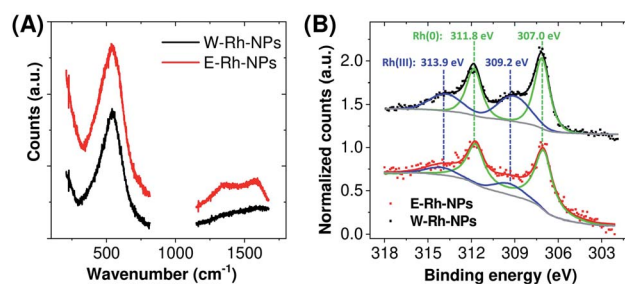 (A)
W-Rh-NPs
E-Rh-NPs
Counts (a.u.)
500 1000 1500
Wavenumber (cm⁻¹)
(B)
Rh(0): 311.8 eV 307.0 eV
Rh(III): 313.9 eV 309.2 eV
Normalized counts (a.u.)
2.0
1.5
1.0
0.5
0.0
E-Rh-NPs
W-Rh-NPs
318 315 312 309 306 303
Binding energy (eV)